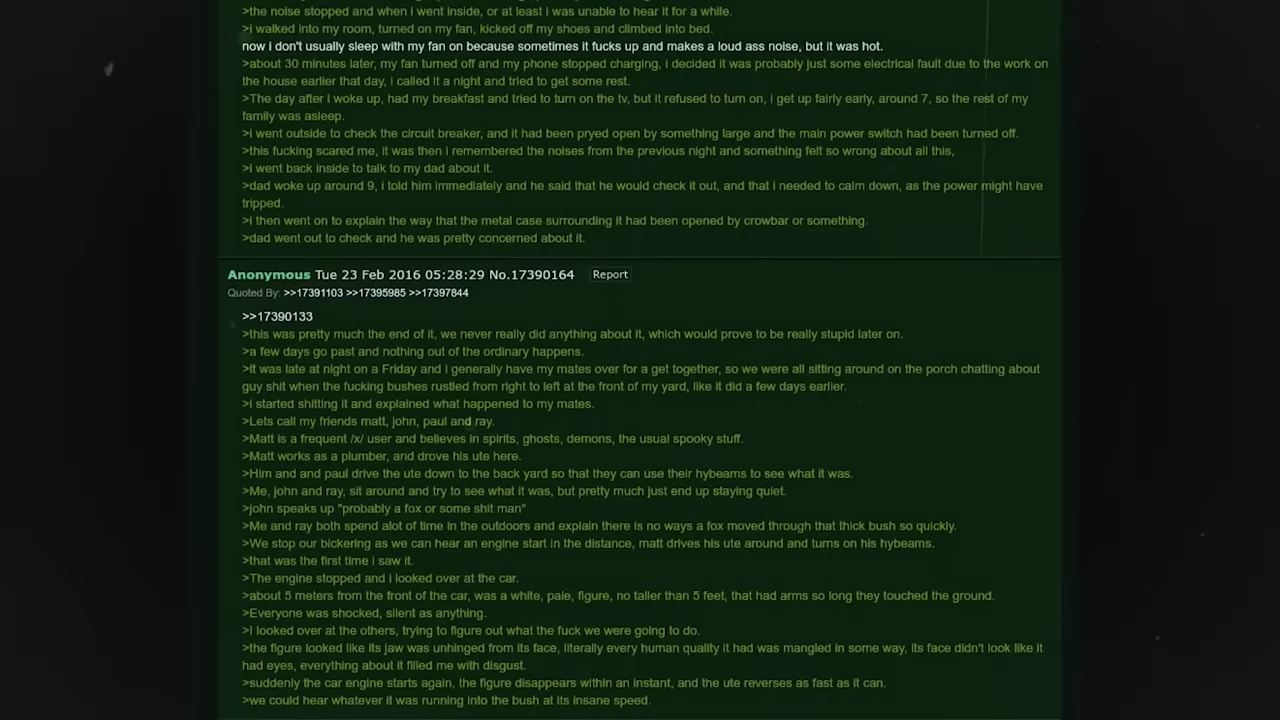 >the noise stopped and when i went inside, or at least i was unable to hear it for a while.
>i walked into my room, turned on my fan, kicked off my shoes and climbed into bed.
now i don't usually sleep with my fan on because sometimes it fucks up and makes a loud ass noise, but it was hot.
>about 30 minutes later, my fan turned off and my phone stopped charging, i decided it was probably just some electrical fault due to the work on
the house earlier that day, i called it a night and tried to get some rest.
>The day after i woke up, had my breakfast and tried to turn on the tv, but it refused to turn on, i get up fairly early, around 7, so the rest of my
family was asleep.
>i went outside to check the circuit breaker, and it had been pryed open by something large and the main power switch had been turned off.
>this fucking scared me, it was then i remembered the noises from the previous night and something felt so wrong about all this,
>i went back inside to talk to my dad about it.
>dad woke up around 9, i told him immediately and he said that he would check it out, and that i needed to calm down, as the power might have
tripped.
>i then went on to explain the way that the metal case surrounding it had been opened by crowbar or something.
>dad went out to check and he was pretty concerned about it.
Anonymous Tue 23 Feb 2016 05:28:29 No.17390164 Report
Quoted By: >>17391103 >>17395985 >>17397844
>>17390133
>this was pretty much the end of it, we never really did anything about it, which would prove to be really stupid later on.
>a few days go past and nothing out of the ordinary happens.
>It was late at night on a Friday and i generally have my mates over for a get together, so we were all sitting around on the porch chatting about
guy shit when the fucking bushes rustled from right to left at the front of my yard, like it did a few days earlier.
>i started shitting it and explained what happened to my mates.
>Lets call my friends matt, john, paul and ray.
>Matt is a frequent /x/ user and believes in spirits, ghosts, demons, the usual spooky stuff.
>Matt works as a plumber, and drove his ute here.
>Him and and paul drive the ute down to the back yard so that they can use their hybeams to see what it was.
>Me, john and ray, sit around and try to see what it was, but pretty much just end up staying quiet.
>john speaks up "probably a fox or some shit man"
>Me and ray both spend alot of time in the outdoors and explain there is no ways a fox moved through that thick bush so quickly.
>We stop our bickering as we can hear an engine start in the distance, matt drives his ute around and turns on his hybeams.
>that was the first time i saw it.
>The engine stopped and i looked over at the car.
>about 5 meters from the front of the car, was a white, pale, figure, no taller than 5 feet, that had arms so long they touched the ground.
>Everyone was shocked, silent as anything.
>I looked over at the others, trying to figure out what the fuck we were going to do.
>the figure looked like its jaw was unhinged from its face, literally every human quality it had was mangled in some way, its face didn't look like it
had eyes, everything about it filled me with disgust.
>suddenly the car engine starts again, the figure disappears within an instant, and the ute reverses as fast as it can.
>we could hear whatever it was running into the bush at its insane speed.